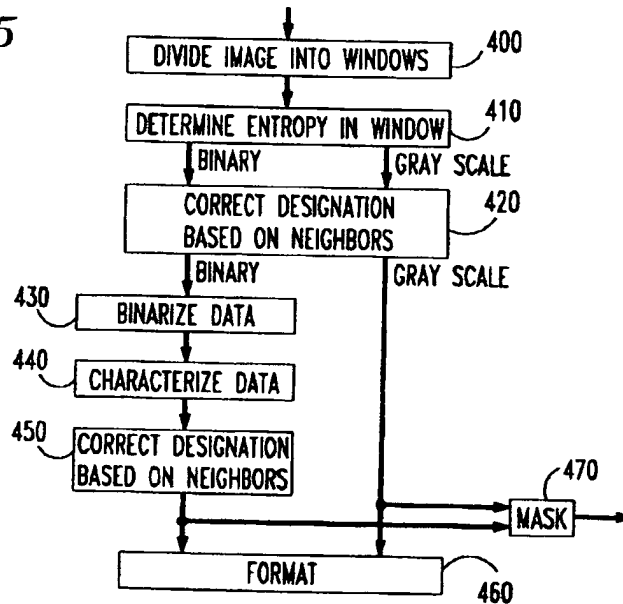 5
400
DIVIDE IMAGE INTO WINDOWS
410
DETERMINE ENTROPY IN WINDOW
BINARY
GRAY SCALE
420
CORRECT DESIGNATION
BASED ON NEIGHBORS
BINARY
GRAY SCALE
430
BINARIZE DATA
440
CHARACTERIZE DATA
450
CORRECT DESIGNATION
BASED ON NEIGHBORS
470
MASK
FORMAT
460